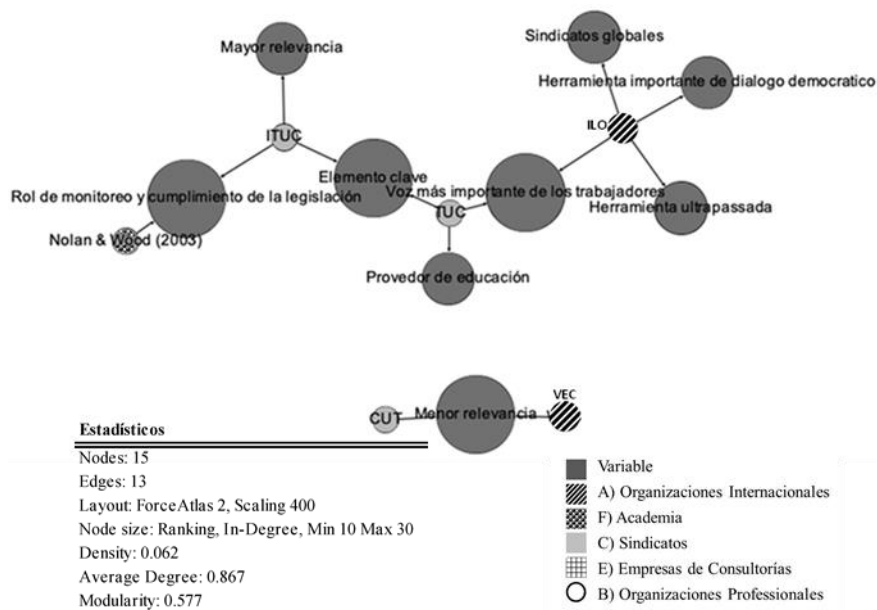 Mayor relevancia
Sindicatos globales
Herramienta importante de dialogo democratico
ITUC
ILO
Elemento clave
Rol de monitoreo y cumplimiento de la legislación
Voz más importante de los trabajadores
TUC
Herramienta ultrapassada
Nolan & Wood (2003)
Provedor de educación
CUT
Menor relevancia
VEC
Estadísticos
Nodes: 15
Edges: 13
Layout: ForceAtlas 2, Scaling 400
Node size: Ranking, In-Degree, Min 10 Max 30
Density: 0.062
Average Degree: 0.867
Modularity: 0.577
Variable
A) Organizaciones Internacionales
F) Academia
C) Sindicatos
E) Empresas de Consultorías
B) Organizaciones Professionales